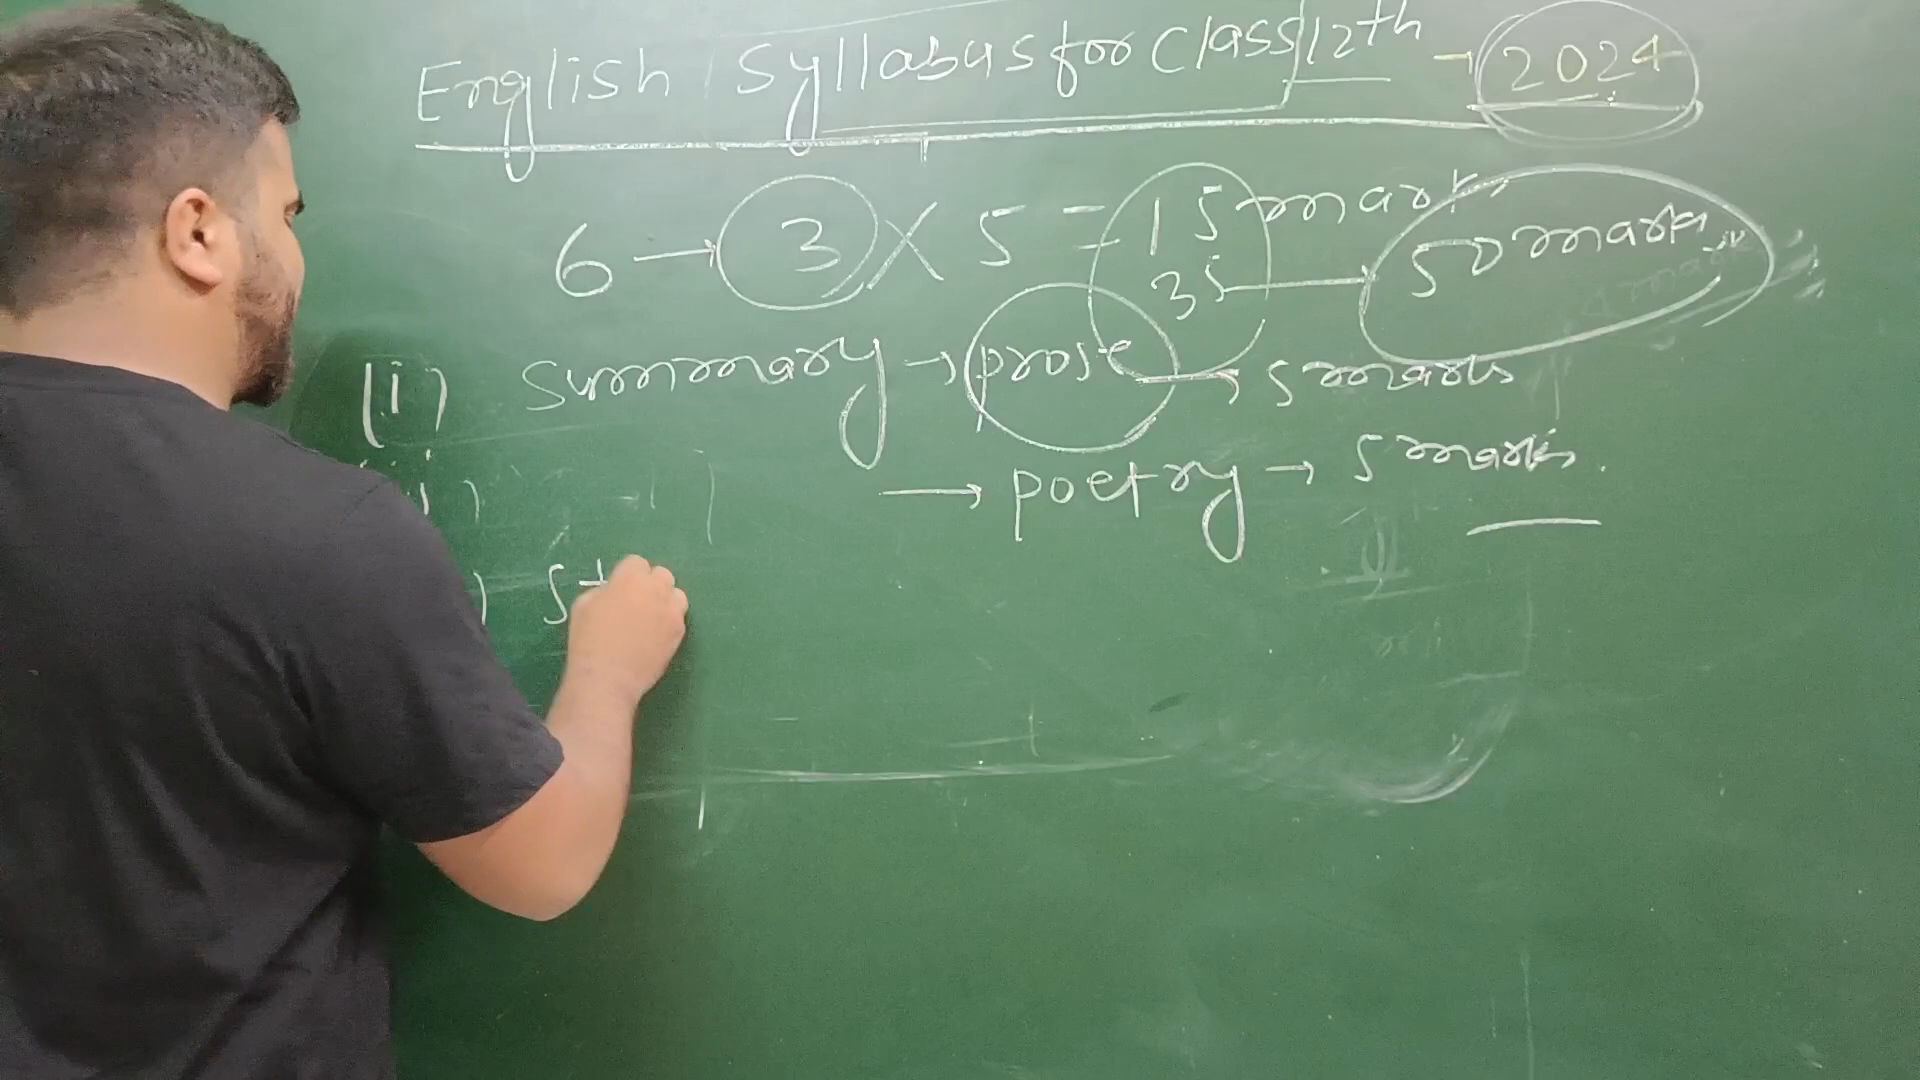 English Syllabus for Class 12th → 2024
6 → 3 × 5 = 15 marks
35 → 50 marks
(i) Summary → prose → 5 marks
→ poetry → 5 marks.
) St